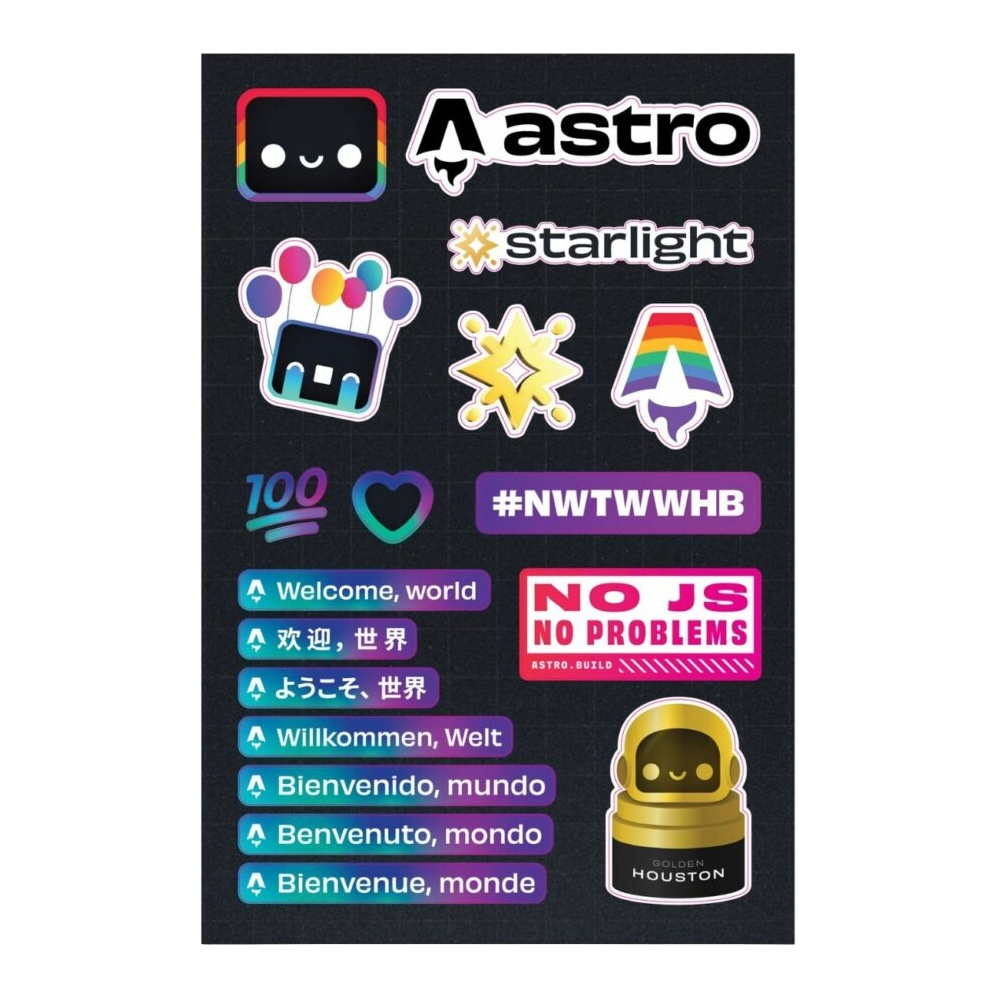 astro
starlight
100
#NWTWWHB
Welcome, world
欢迎，世界
ようこそ、世界
Willkommen, Welt
Bienvenido, mundo
Benvenuto, mondo
Bienvenue, monde
NO JS
NO PROBLEMS
ASTRO.BUILD
GOLDEN
HOUSTON